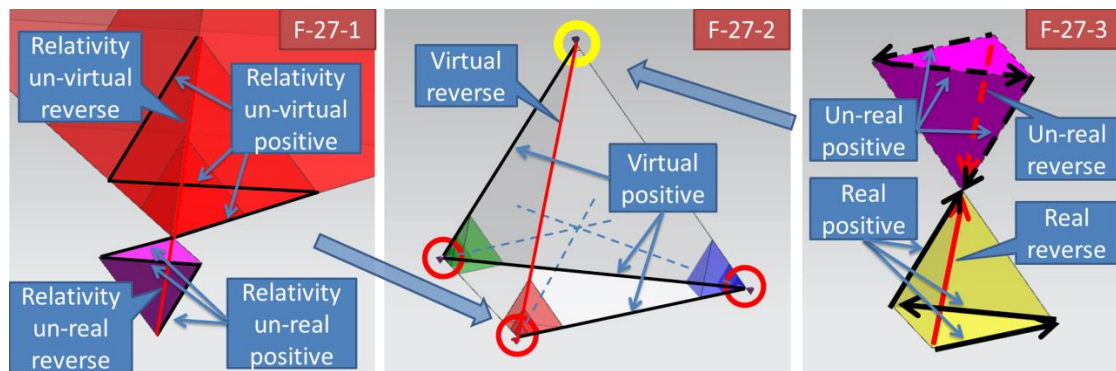 F-27-1
Relativity
un-virtual
reverse
Relativity
un-virtual
positive
Relativity
un-real
reverse
Relativity
un-real
positive
F-27-2
Virtual
reverse
Virtual
positive
F-27-3
Un-real
positive
Un-real
reverse
Real
positive
Real
reverse